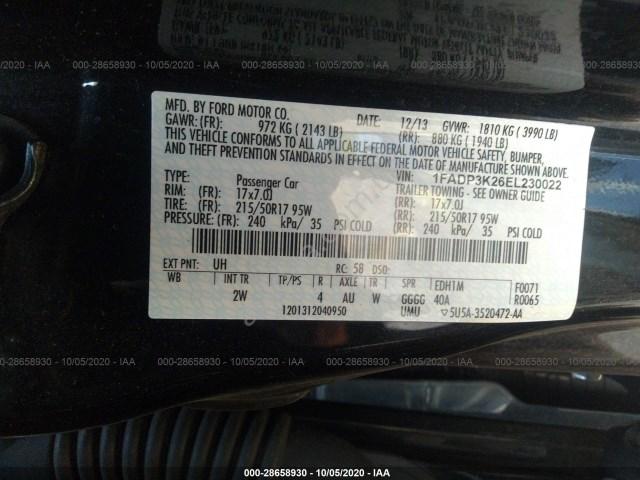 000-28658930 - 10/05/2020 - IAA
MFD. BY FORD MOTOR CO.
DATE: 12/13 GVWR: 1810 KG ( 3990 LB)
GAWR: (FR): 972 KG ( 2143 LB) (RR): 880 KG ( 1940 LB)
THIS VEHICLE CONFORMS TO ALL APPLICABLE FEDERAL MOTOR VEHICLE SAFETY, BUMPER,
AND THEFT PREVENTION STANDARDS IN EFFECT ON THE DATE OF MANUFACTURE SHOWN ABOVE.
VIN: 1FADP3K26EL230022
TYPE: Passenger Car TRAILER TOWING - SEE OWNER GUIDE
RIM: (FR): 17x7.0J (RR): 17x7.0J
TIRE: (FR): 215/50R17 95W (RR): 215/50R17 95W
PRESSURE: (FR): 240 kPa/ 35 PSI COLD (RR): 240 kPa/ 35 PSI COLD
EXT PNT: UH RC: 58 DSO:
WB INT TR TP/PS R AXLE TR SPR EDH1M F0071
2W 4 AU W GGGG 40A R0065
1201312040950 UMU ▽5U5A-3520472-AA
000-28658930 - 10/05/2020 - IAA
000-28658930 - 10/05/2020 - IAA